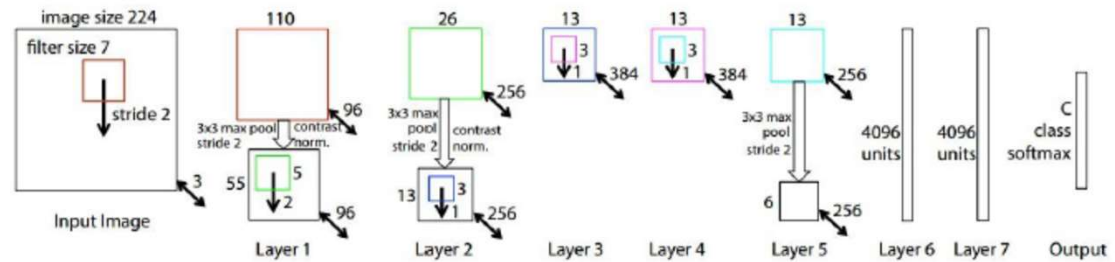 image size 224
filter size 7
stride 2
3
Input Image
110
96
3x3 max pool
stride 2
contrast
norm.
55
5
2
96
Layer 1
26
256
3x3 max
pool
stride 2
contrast
norm.
13
3
1
256
Layer 2
13
3
1
384
Layer 3
13
3
1
384
Layer 4
13
256
3x3 max
pool
stride 2
6
256
Layer 5
4096
units
Layer 6
4096
units
Layer 7
C
class
softmax
Output